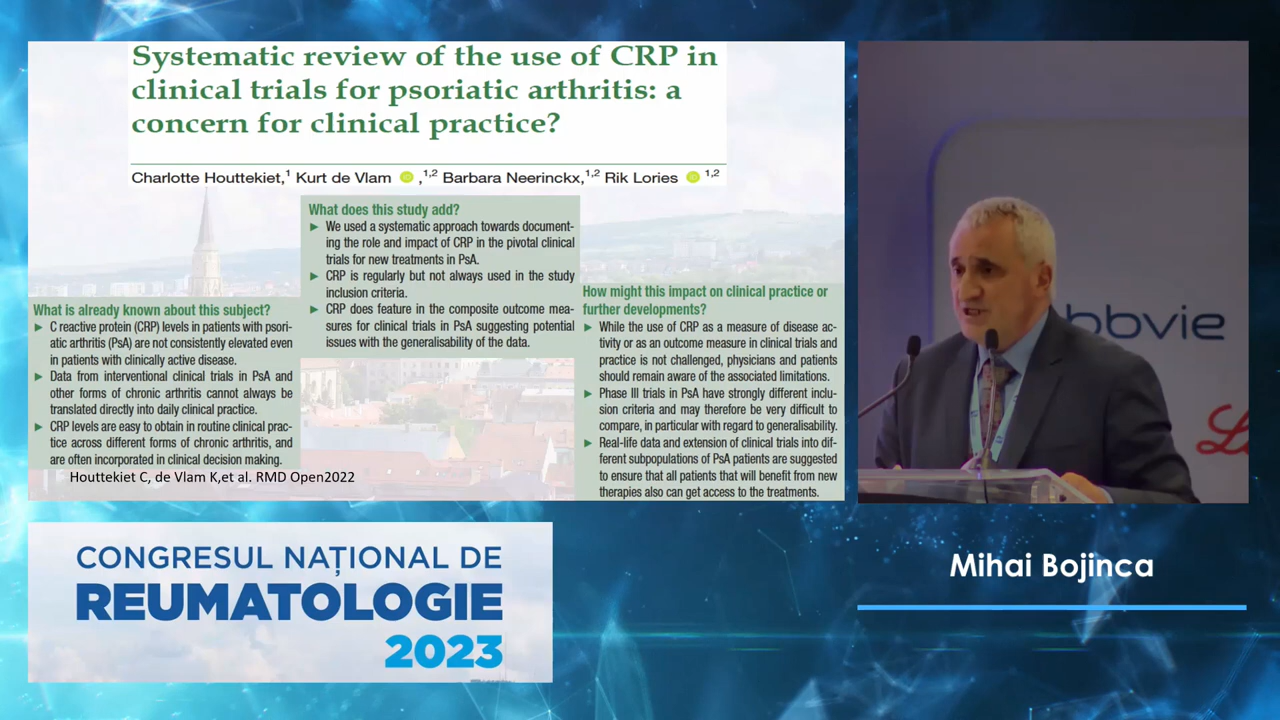 Systematic review of the use of CRP in
clinical trials for psoriatic arthritis: a
concern for clinical practice?
Charlotte Houttekiet,¹ Kurt de Vlam ,¹,² Barbara Neerinckx,¹,² Rik Lories ¹,²
What is already known about this subject?
► C reactive protein (CRP) levels in patients with psori-
atic arthritis (PsA) are not consistently elevated even
in patients with clinically active disease.
► Data from interventional clinical trials in PsA and
other forms of chronic arthritis cannot always be
translated directly into daily clinical practice.
► CRP levels are easy to obtain in routine clinical prac-
tice across different forms of chronic arthritis, and
are often incorporated in clinical decision making.
What does this study add?
► We used a systematic approach towards document-
ing the role and impact of CRP in the pivotal clinical
trials for new treatments in PsA.
► CRP is regularly but not always used in the study
inclusion criteria.
► CRP does feature in the composite outcome mea-
sures for clinical trials in PsA suggesting potential
issues with the generalisability of the data.
How might this impact on clinical practice or
further developments?
► While the use of CRP as a measure of disease ac-
tivity or as an outcome measure in clinical trials and
practice is not challenged, physicians and patients
should remain aware of the associated limitations.
► Phase III trials in PsA have strongly different inclu-
sion criteria and may therefore be very difficult to
compare, in particular with regard to generalisability.
► Real-life data and extension of clinical trials into dif-
ferent subpopulations of PsA patients are suggested
to ensure that all patients that will benefit from new
therapies also can get access to the treatments.
Houttekiet C, de Vlam K,et al. RMD Open2022
bbvie
CONGRESUL NAȚIONAL DE
REUMATOLOGIE
2023
Mihai Bojinca